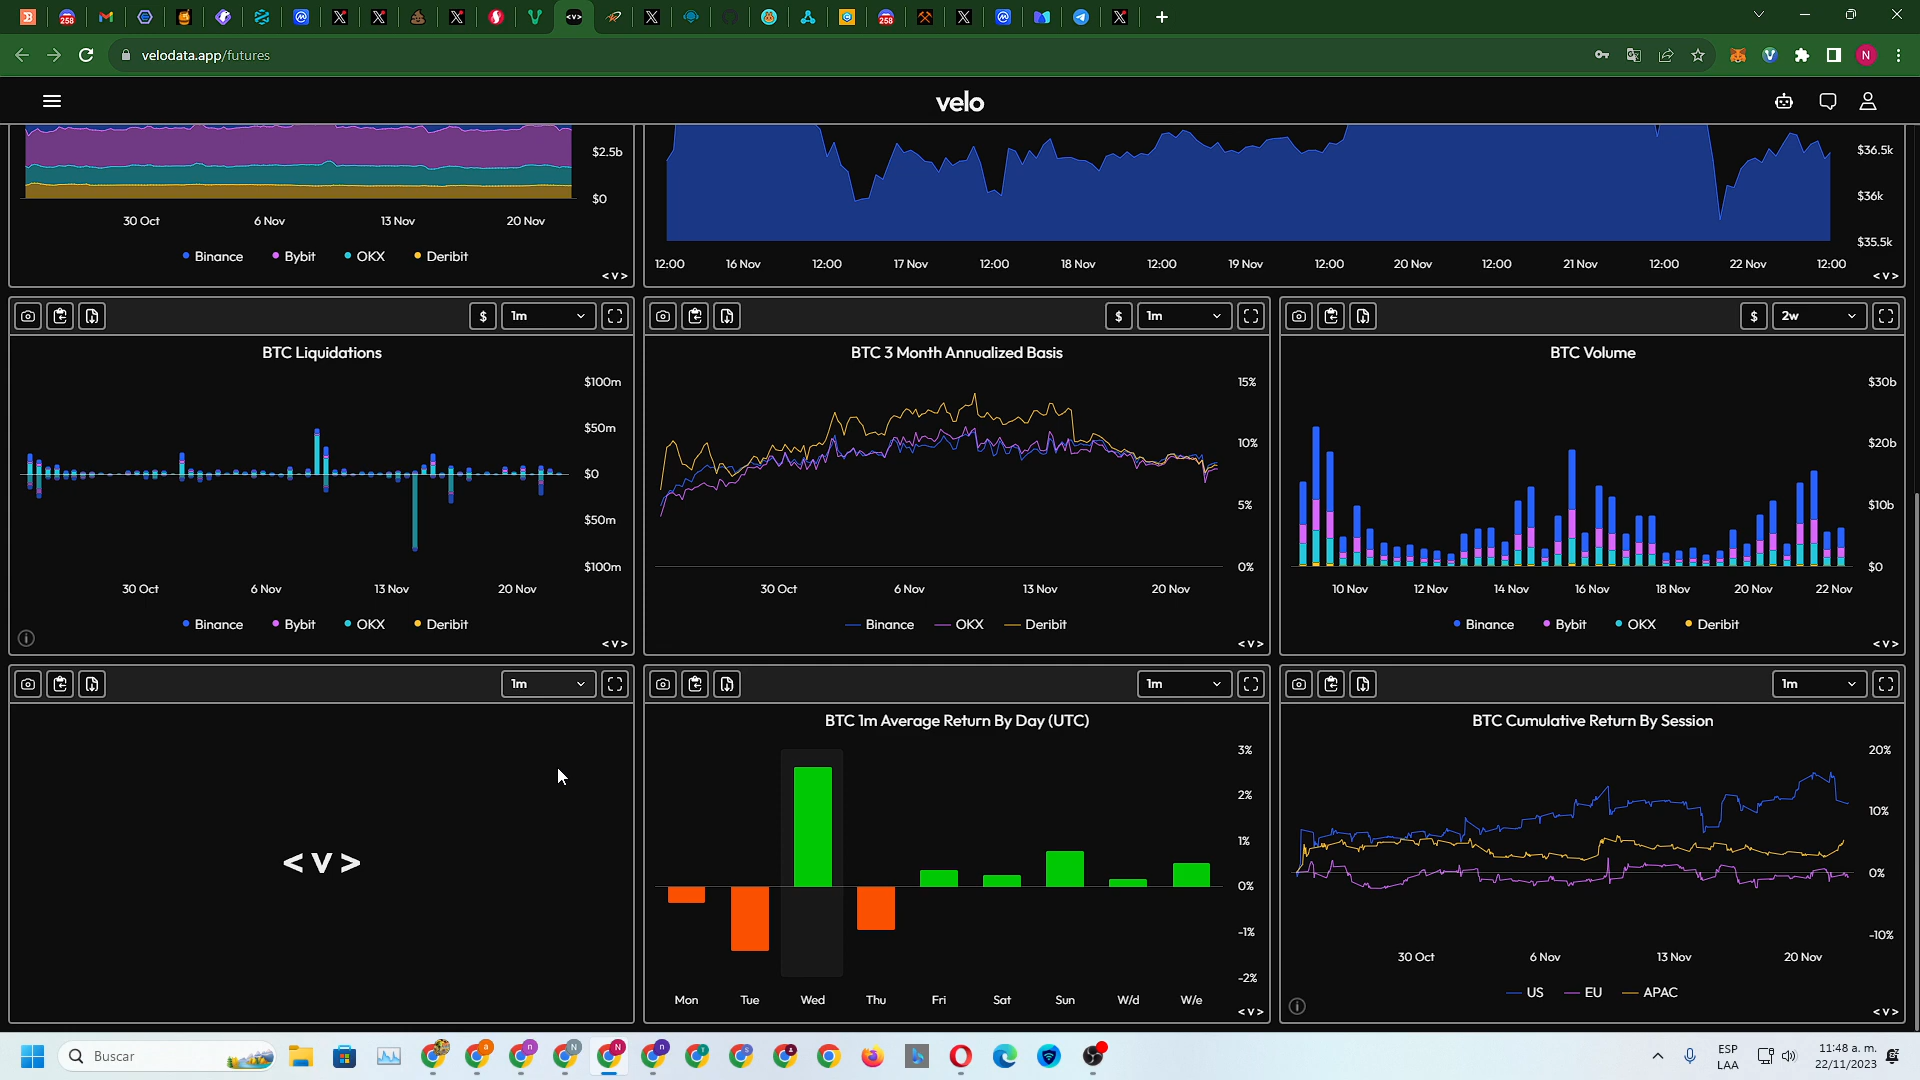 velodata.app/futures
N
velo
$2.5b
$0
30 Oct 6 Nov 13 Nov 20 Nov
Binance Bybit OKX Deribit
<v>
$36.5k
$36k
$35.5k
12:00 16 Nov 12:00 17 Nov 12:00 18 Nov 12:00 19 Nov 12:00 20 Nov 12:00 21 Nov 12:00 22 Nov 12:00
<v>
$ 1m
BTC Liquidations
$100m
$50m
$0
$50m
$100m
30 Oct 6 Nov 13 Nov 20 Nov
Binance Bybit OKX Deribit
<v>
$ 1m
BTC 3 Month Annualized Basis
15%
10%
5%
0%
30 Oct 6 Nov 13 Nov 20 Nov
Binance OKX Deribit
<v>
$ 2w
BTC Volume
$30b
$20b
$10b
$0
10 Nov 12 Nov 14 Nov 16 Nov 18 Nov 20 Nov 22 Nov
Binance Bybit OKX Deribit
<v>
1m
<v>
1m
BTC 1m Average Return By Day (UTC)
3%
2%
1%
0%
-1%
-2%
Mon Tue Wed Thu Fri Sat Sun W/d W/e
<v>
1m
BTC Cumulative Return By Session
20%
10%
0%
-10%
30 Oct 6 Nov 13 Nov 20 Nov
US EU APAC
<v>
Buscar
ESP
LAA
11:48 a. m.
22/11/2023